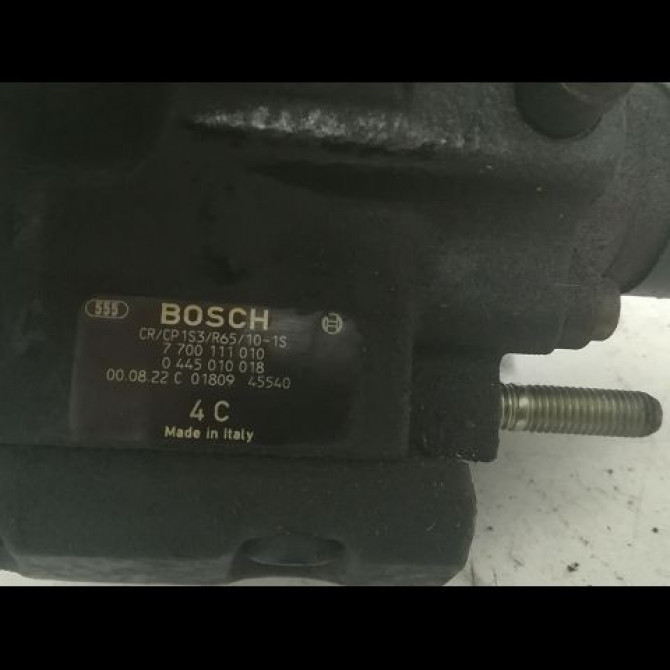 555 BOSCH
CR/CP1S3/R65/10-1S
7 700 111 010
0 445 010 018
00.08.22 C 01809 45540
4 C
Made in Italy